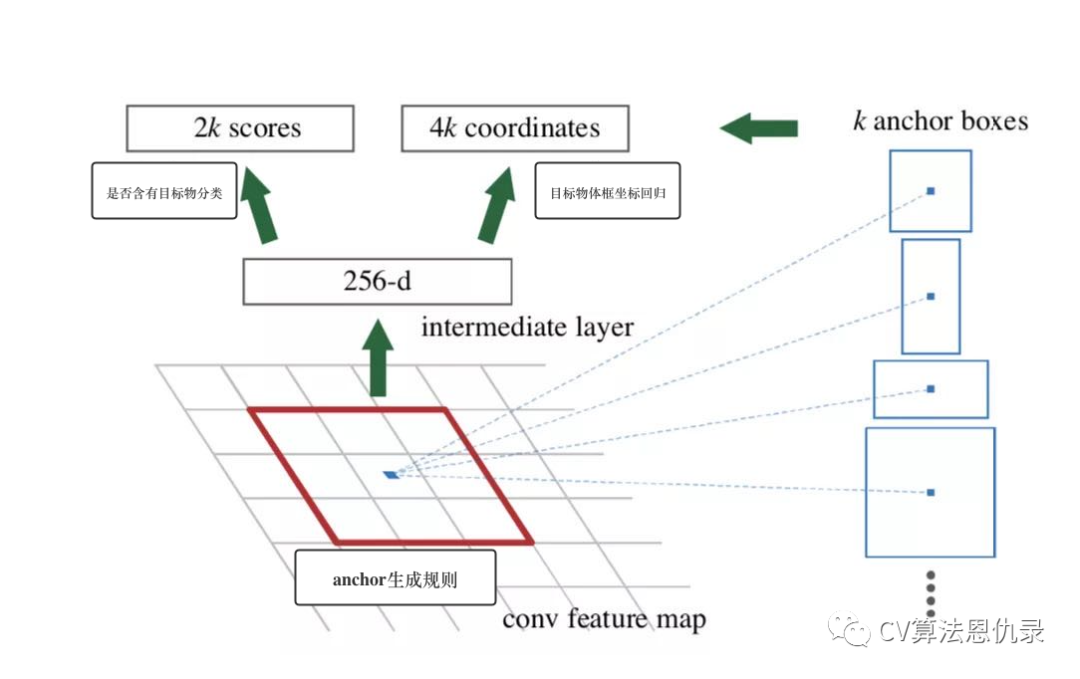 2k scores
4k coordinates
k anchor boxes
是否含有目标物分类
目标物体框坐标回归
256-d
intermediate layer
anchor生成规则
conv feature map
CV算法恩仇录